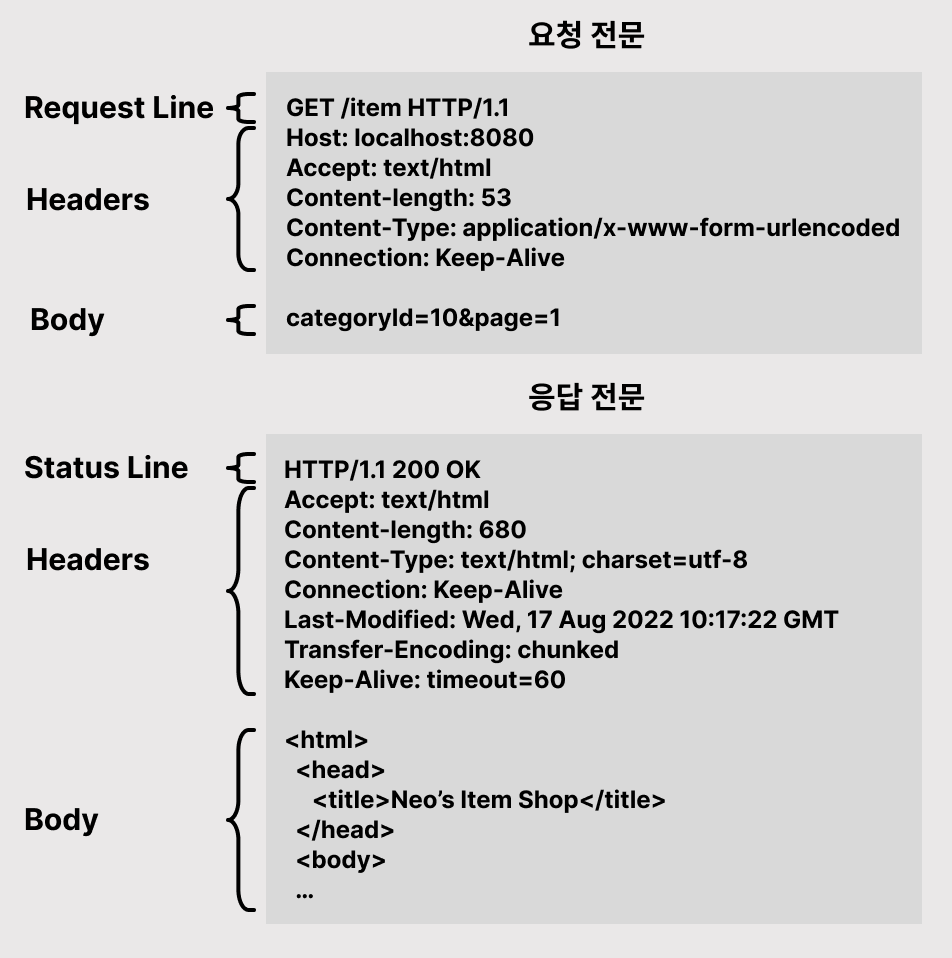 요청 전문
Request Line
GET /item HTTP/1.1
Headers
Host: localhost:8080
Accept: text/html
Content-length: 53
Content-Type: application/x-www-form-urlencoded
Connection: Keep-Alive
Body
categoryId=10&page=1
응답 전문
Status Line
HTTP/1.1 200 OK
Headers
Accept: text/html
Content-length: 680
Content-Type: text/html; charset=utf-8
Connection: Keep-Alive
Last-Modified: Wed, 17 Aug 2022 10:17:22 GMT
Transfer-Encoding: chunked
Keep-Alive: timeout=60
Body
<html>
<head>
<title>Neo’s Item Shop</title>
</head>
<body>
…